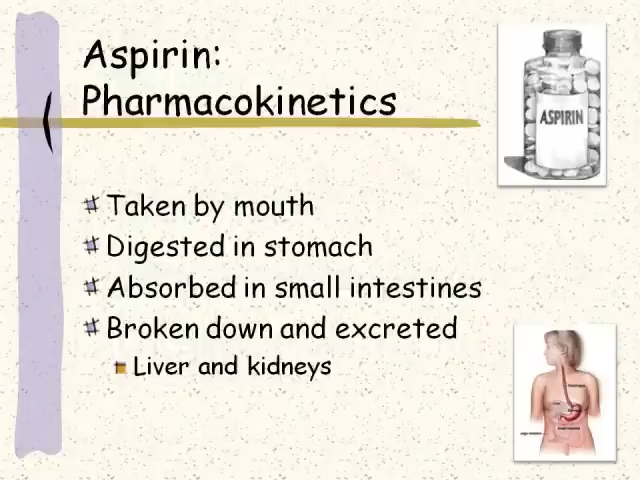 Aspirin:
Pharmacokinetics
ASPIRIN
Taken by mouth
Digested in stomach
Absorbed in small intestines
Broken down and excreted
Liver and kidneys